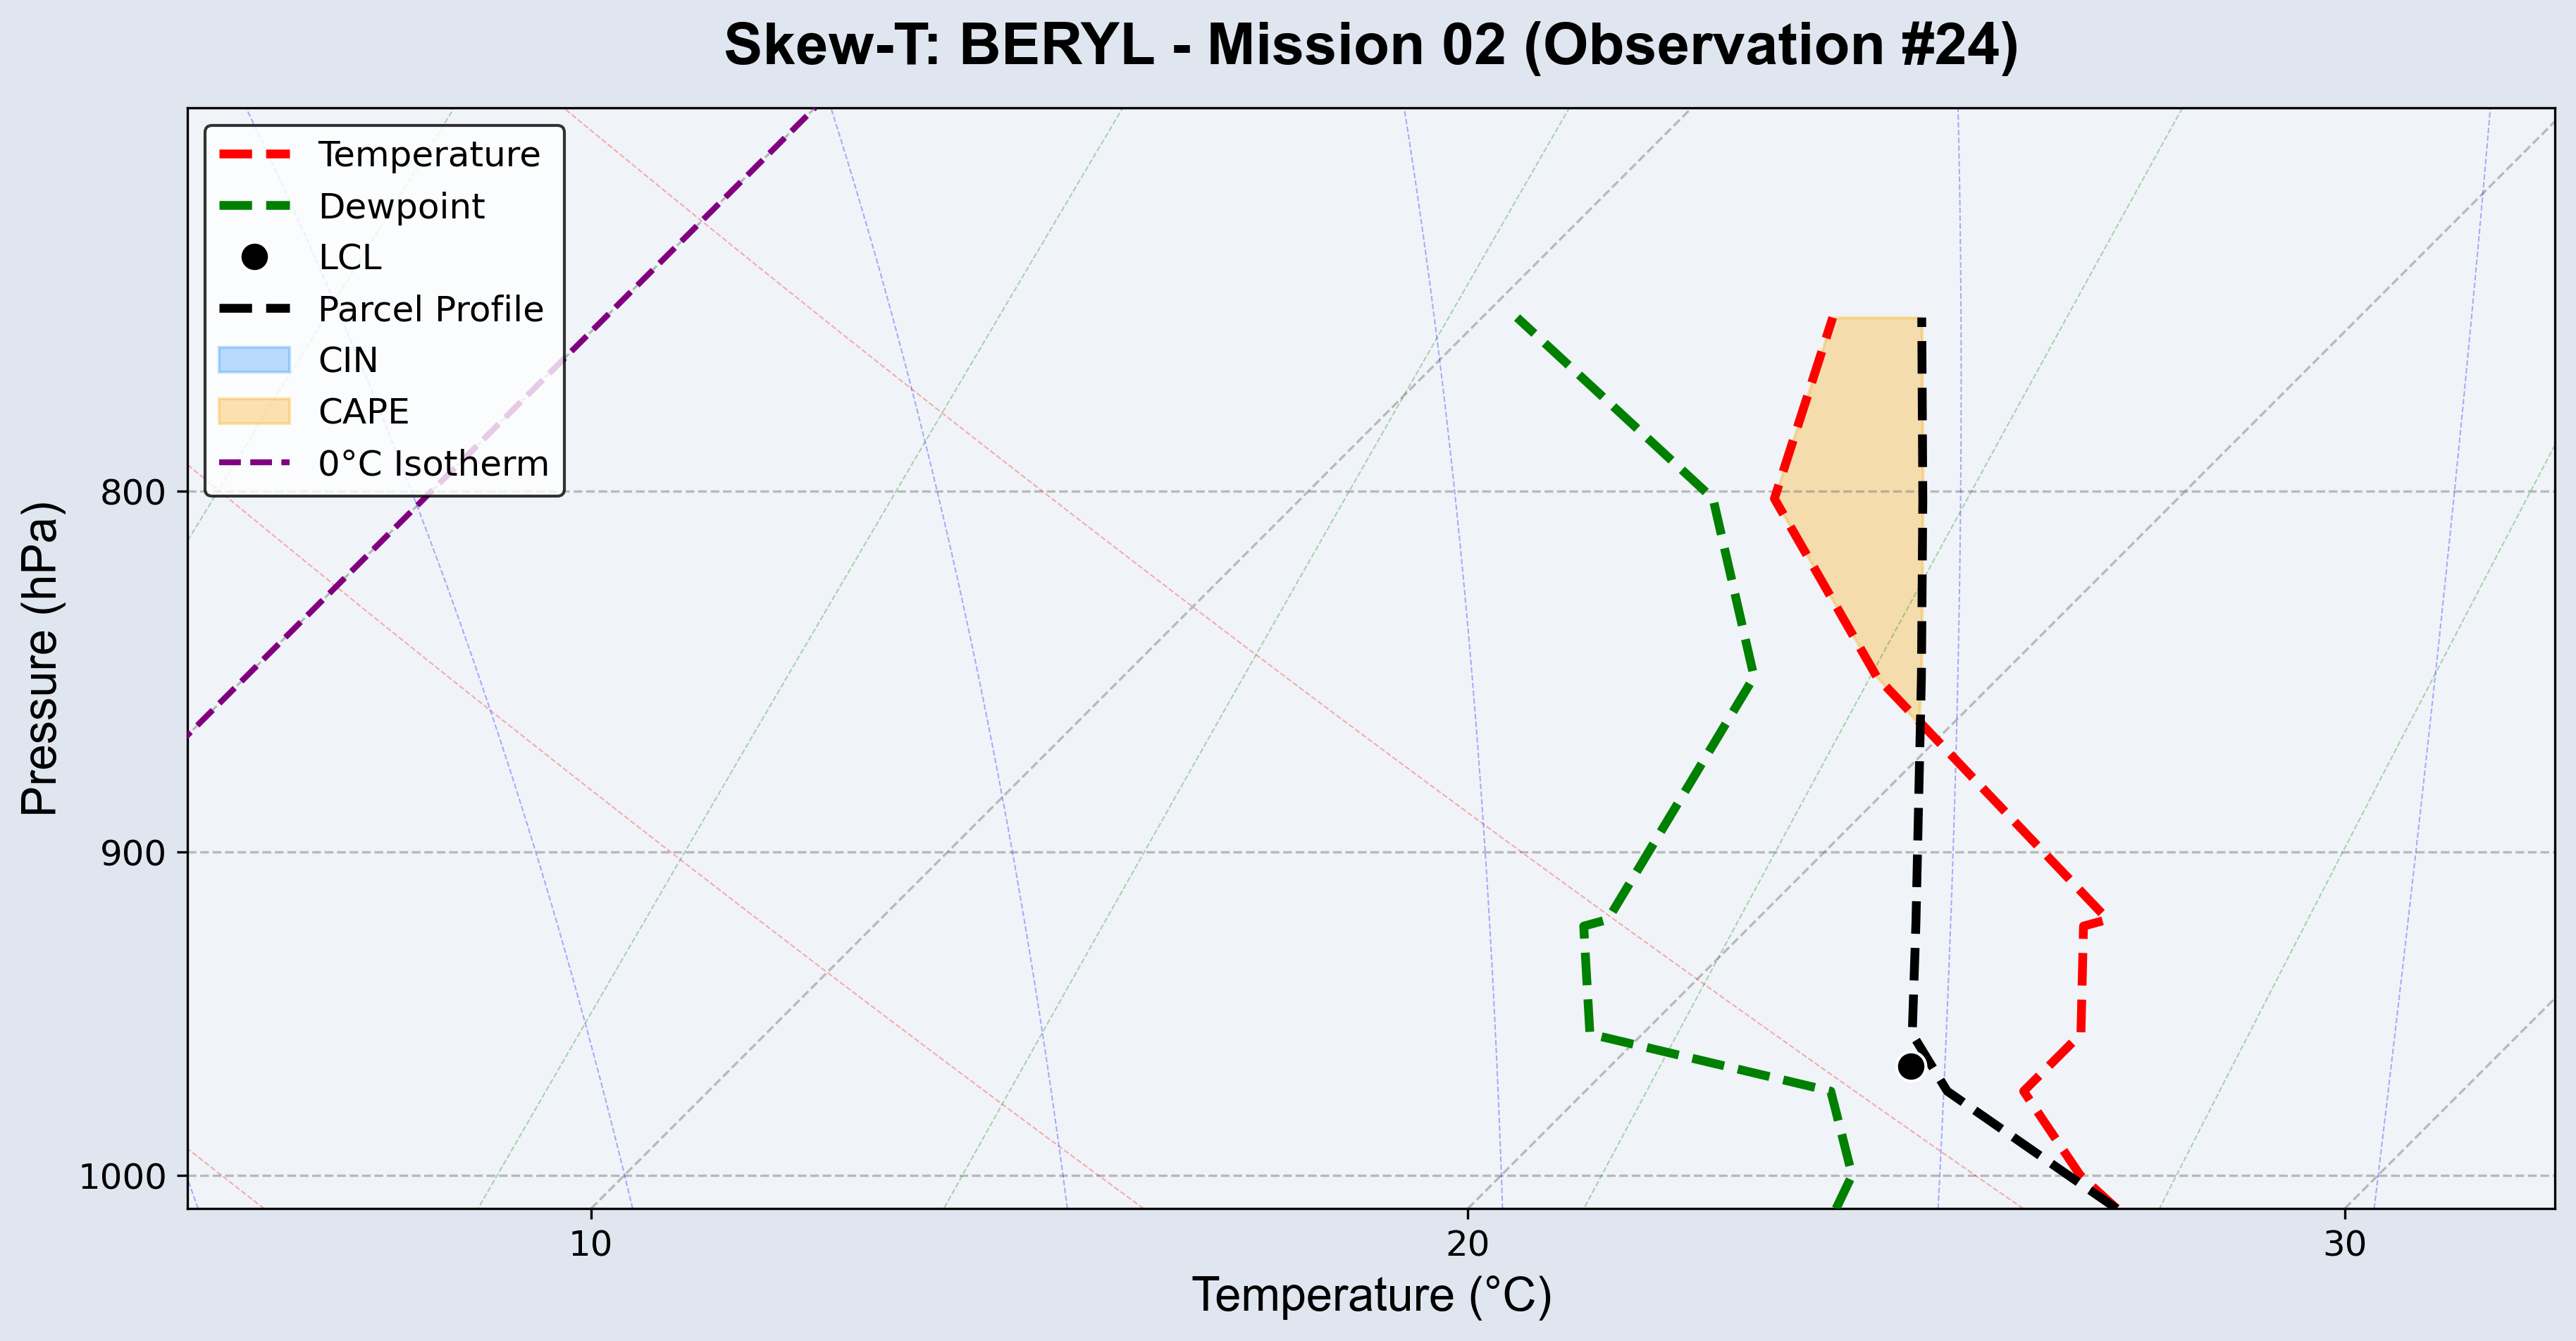 Skew-T: BERYL - Mission 02 (Observation #24)
Temperature
Dewpoint
LCL
Parcel Profile
CIN
CAPE
0°C Isotherm
Pressure (hPa)
800
900
1000
10
20
30
Temperature (°C)